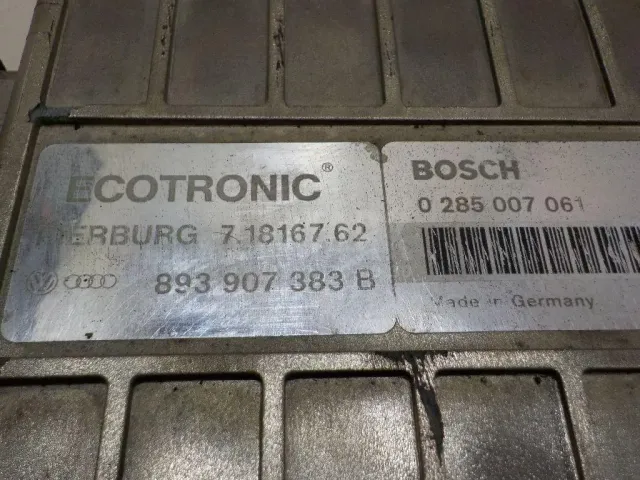 ECOTRONIC®
ERBURG 7.18167.62
893 907 383 B
BOSCH
0 285 007 061
Made in Germany